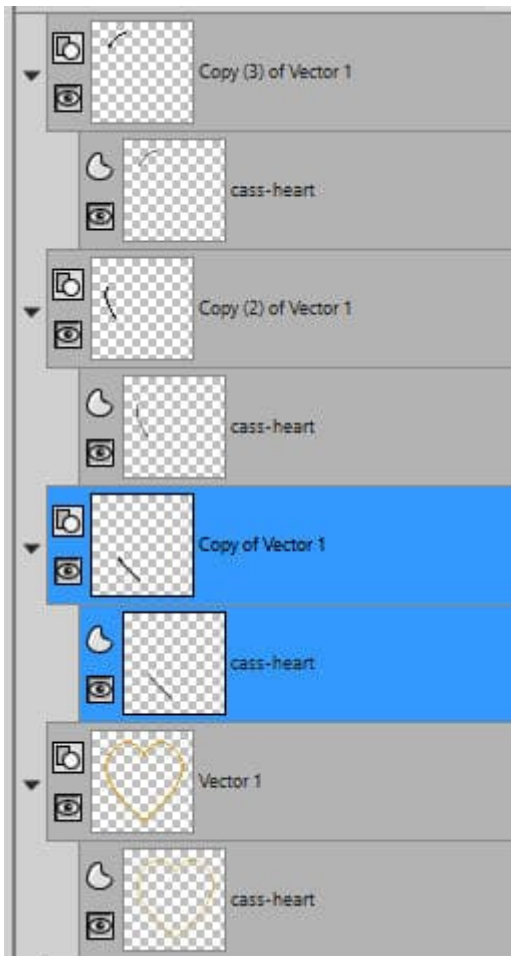 Copy (3) of Vector 1
cass-heart
Copy (2) of Vector 1
cass-heart
Copy of Vector 1
cass-heart
Vector 1
cass-heart